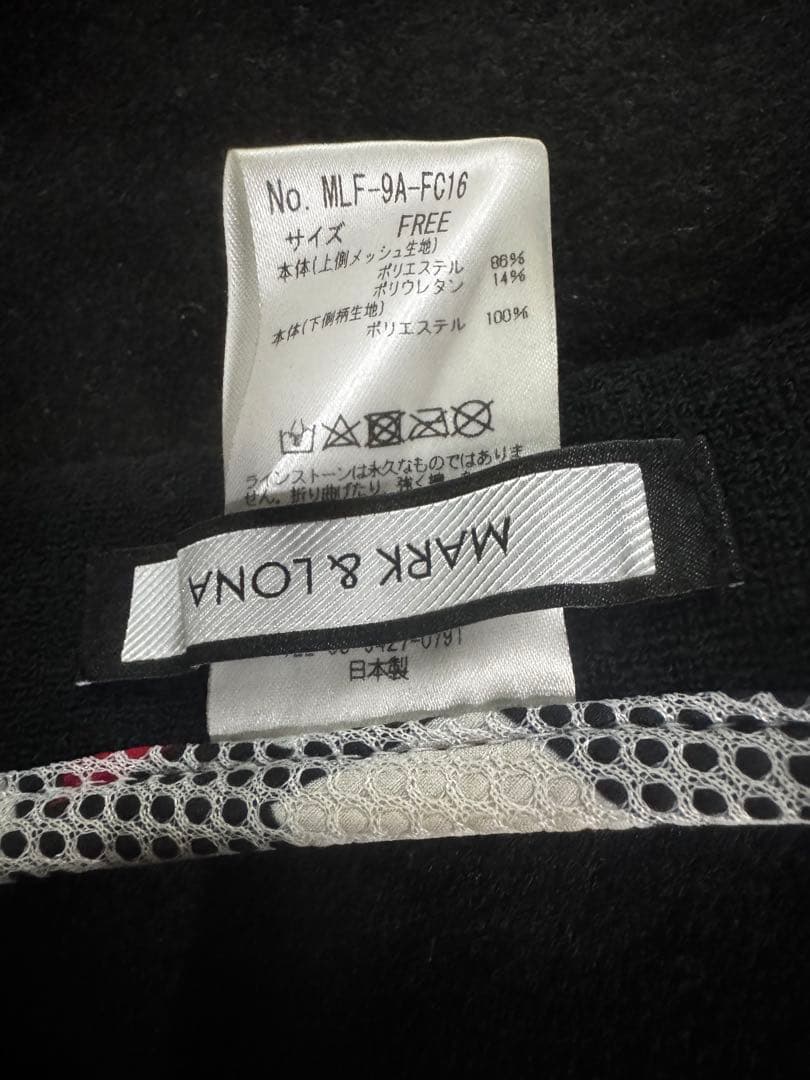 No. MLF-9A-FC16
サイズ FREE
本体(上側メッシュ生地)
ポリエステル 86%
ポリウレタン 14%
本体(下側柄生地)
ポリエステル 100%
ラインストーンは永久なものではありま
せん。折り曲げたり、強く
MARK & LONA
日本製